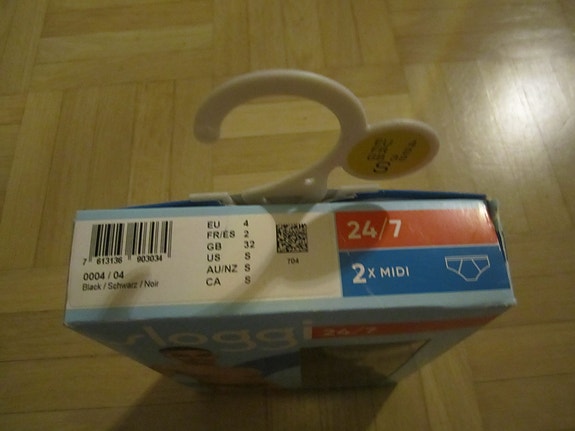 EU 4
FR/ES 2
GB 32
US S
AU/NZ S
CA S
704
7 613136 903034
0004 / 04
Black / Schwarz / Noir
24/7
2x MIDI
sloggi
24/7
S